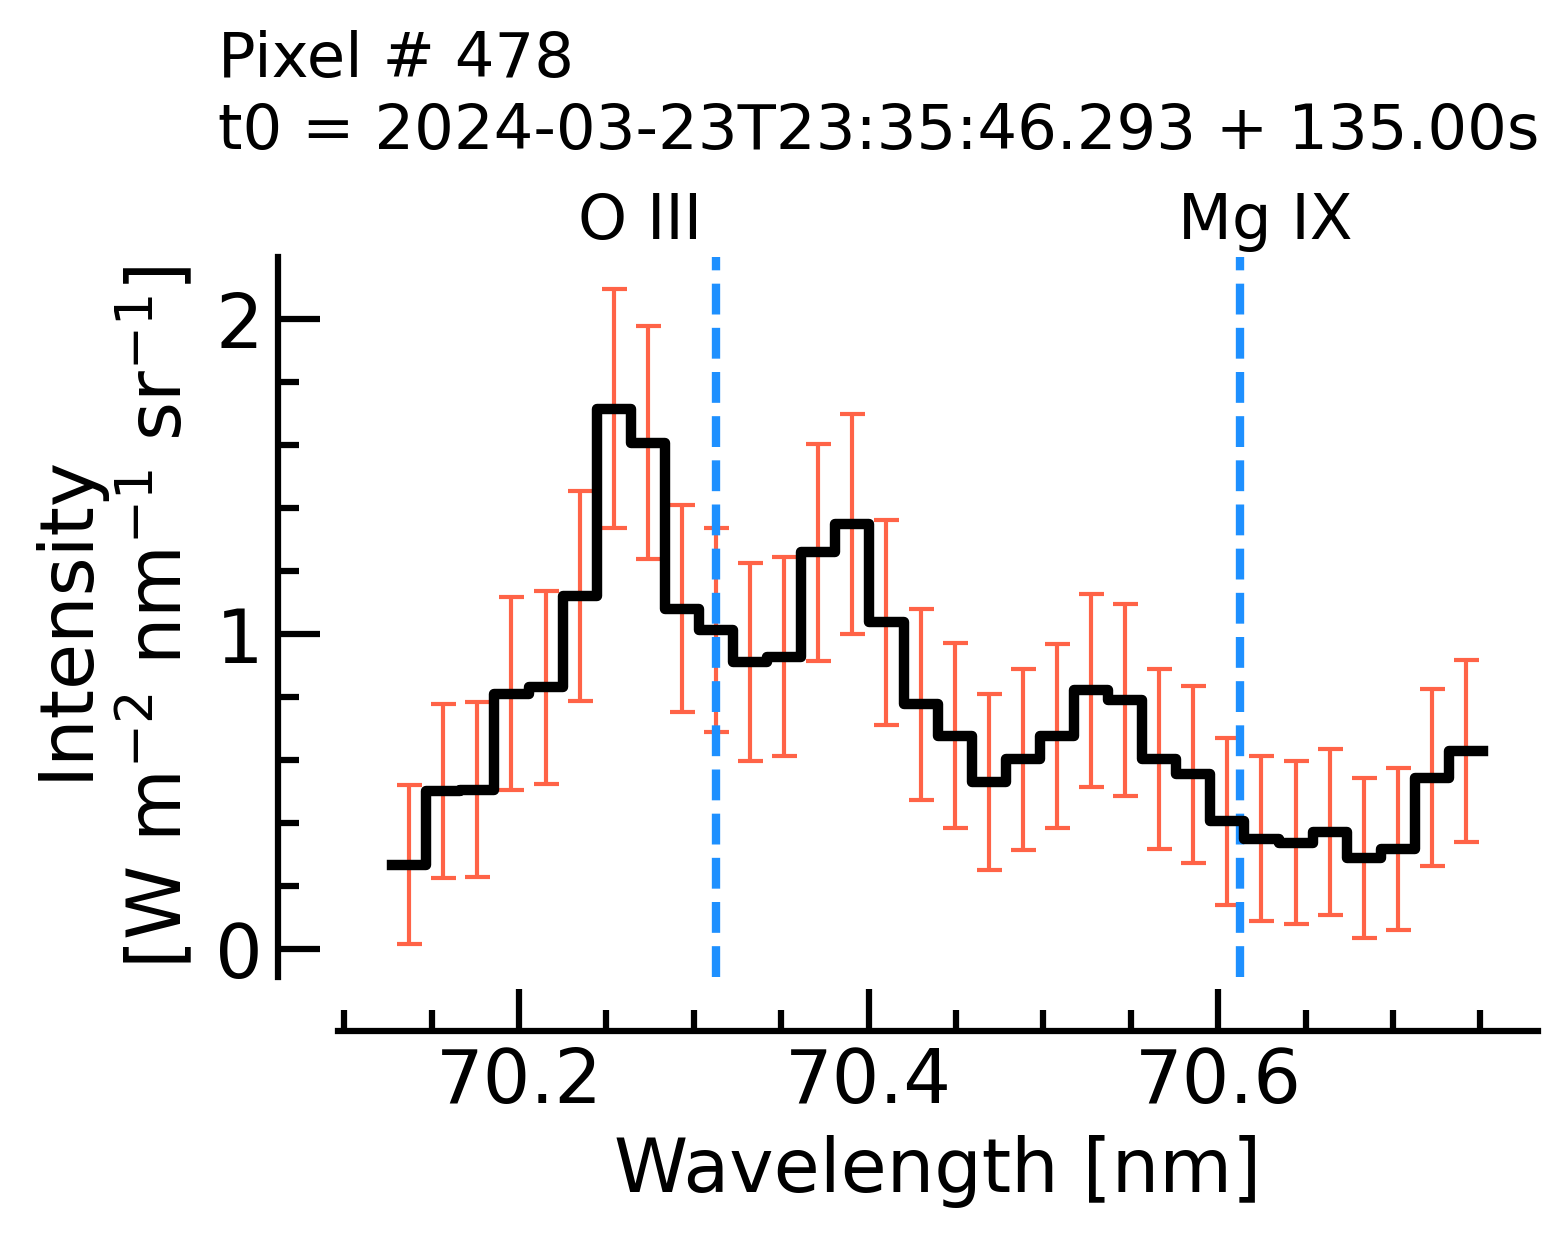 Pixel # 478
t0 = 2024-03-23T23:35:46.293 + 135.00s
O III
Mg IX
Intensity
[W m⁻² nm⁻¹ sr⁻¹]
2
1
0
70.2 70.4 70.6
Wavelength [nm]